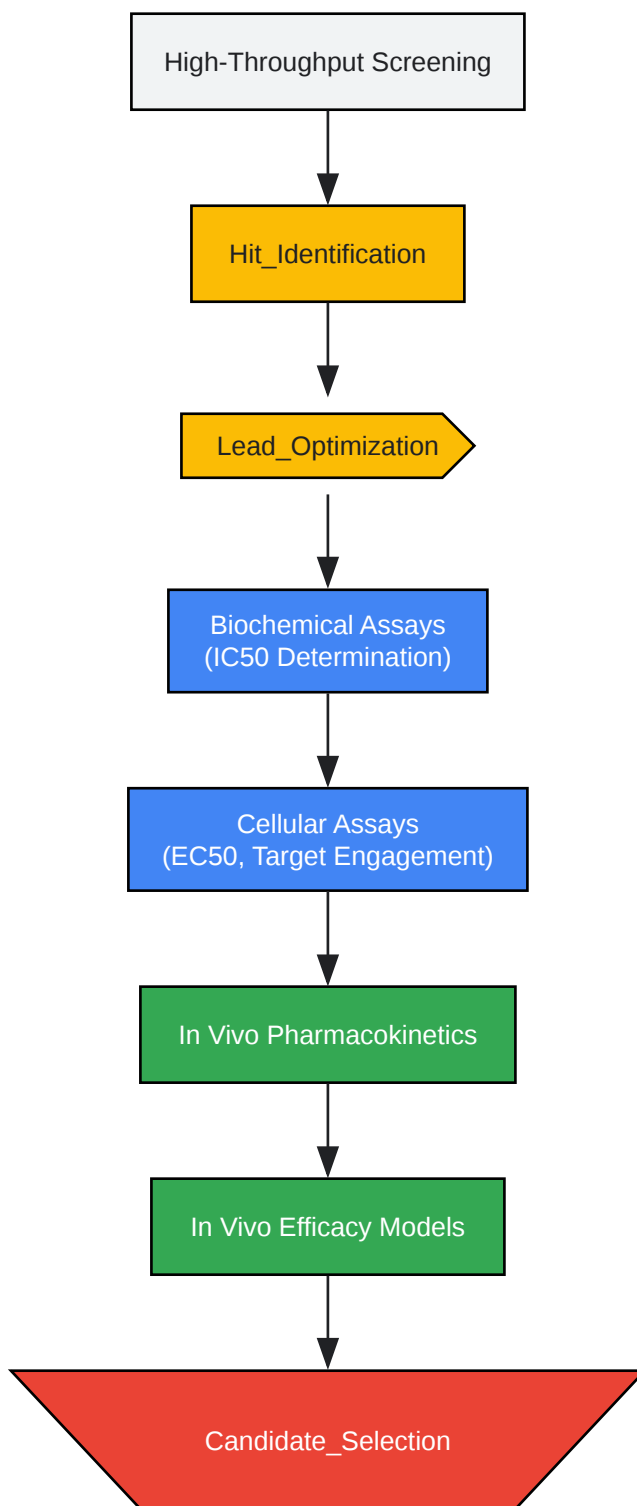 High-Throughput Screening
Hit_Identification
Lead_Optimization
Biochemical Assays
(IC50 Determination)
Cellular Assays
(EC50, Target Engagement)
In Vivo Pharmacokinetics
In Vivo Efficacy Models
Candidate_Selection